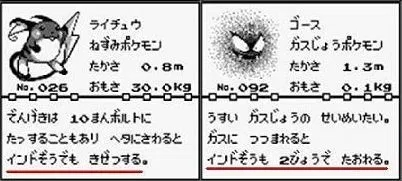 ライチュウ
ねずみポケモン
たかさ 0.8m
おもさ 30.0kg
No.026
でんげきは 10まんボルトに
たっすることもあり ヘタにさわると
インドぞうでも きぜつする。
ゴース
ガスじょうポケモン
たかさ 1.3m
おもさ 0.1kg
No.092
うすい ガスじょうの せいめいたい。
ガスに つつまれると
インドぞうも 2びょうで たおれる。